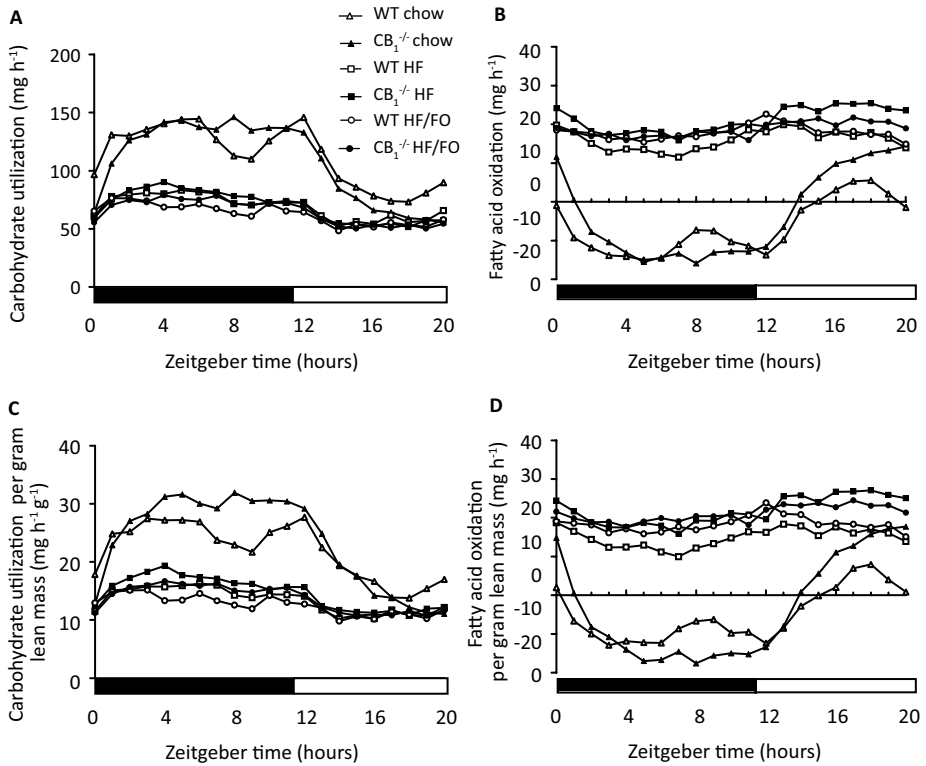 A
Carbohydrate utilization (mg h-1)
200
150
100
50
0
0 4 8 12 16 20
Zeitgeber time (hours)
WT chow
CB1-/- chow
WT HF
CB1-/- HF
WT HF/FO
CB1-/- HF/FO
B
Fatty acid oxidation (mg h-1)
40
30
20
10
0
-10
-20
0
0 4 8 12 16 20
Zeitgeber time (hours)
C
Carbohydrate utilization per gram
lean mass (mg h-1 g-1)
40
30
20
10
0
0 4 8 12 16 20
Zeitgeber time (hours)
D
Fatty acid oxidation
per gram lean mass (mg h-1)
40
30
20
10
0
-10
-20
0
0 4 8 12 16 20
Zeitgeber time (hours)